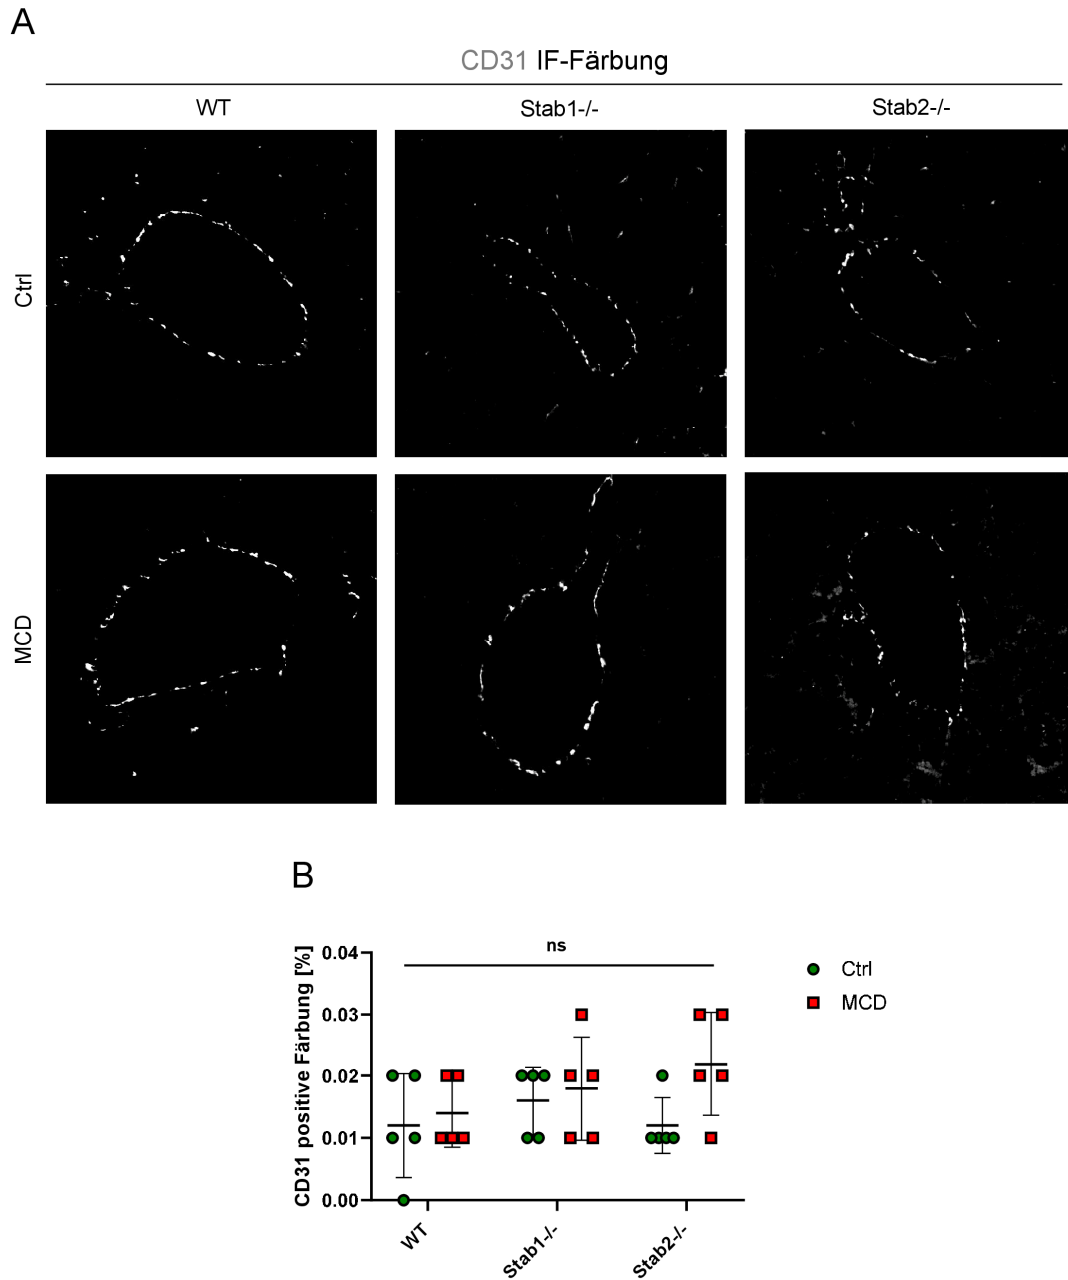 A
CD31 IF-Färbung
WT
Stab1-/-
Stab2-/-
Ctrl
MCD
B
CD31 positive Färbung [%]
0.04
0.03
0.02
0.01
0.00
ns
Ctrl
MCD
WT
Stab1-/-
Stab2-/-